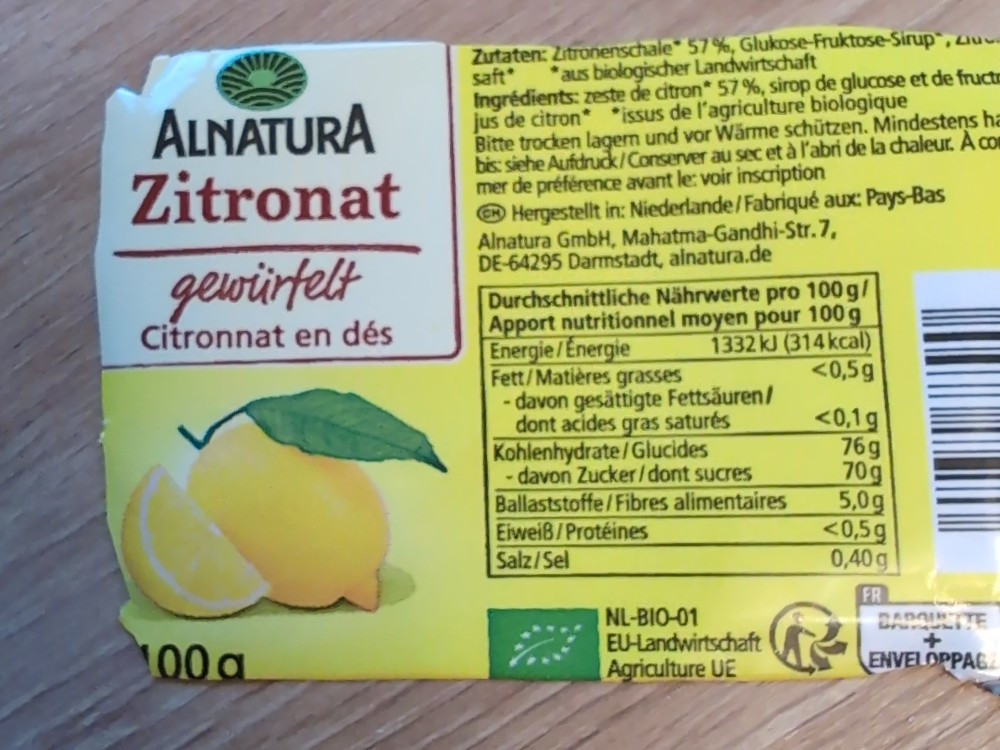 ALNATURA
Zitronat
gewürfelt
Citronnat en dés
100 g
Zutaten: Zitronenschale* 57%, Glukose-Fruktose-Sirup*,
saft* *aus biologischer Landwirtschaft
Ingrédients: zeste de citron* 57%, sirop de glucose et de
jus de citron* *issus de l'agriculture biologique
Bitte trocken lagern und vor Wärme schützen. Mindestens
bis: siehe Aufdruck/Conserver au sec et à l'abri de la chaleur. À
mer de préférence avant le: voir inscription
CH Hergestellt in: Niederlande/Fabriqué aux: Pays-Bas
Alnatura GmbH, Mahatma-Gandhi-Str. 7,
DE-64295 Darmstadt, alnatura.de
Durchschnittliche Nährwerte pro 100 g/
Apport nutritionnel moyen pour 100 g
Energie/Énergie 1332 kJ (314 kcal)
Fett/Matières grasses <0,5 g
- davon gesättigte Fettsäuren/
dont acides gras saturés <0,1 g
Kohlenhydrate/Glucides 76 g
- davon Zucker/dont sucres 70 g
Ballaststoffe/Fibres alimentaires 5,0 g
Eiweiß/Protéines <0,5 g
Salz/Sel 0,40 g
NL-BIO-01
EU-Landwirtschaft
Agriculture UE
FR
BARQUETTE
+
ENVELOPPAGE